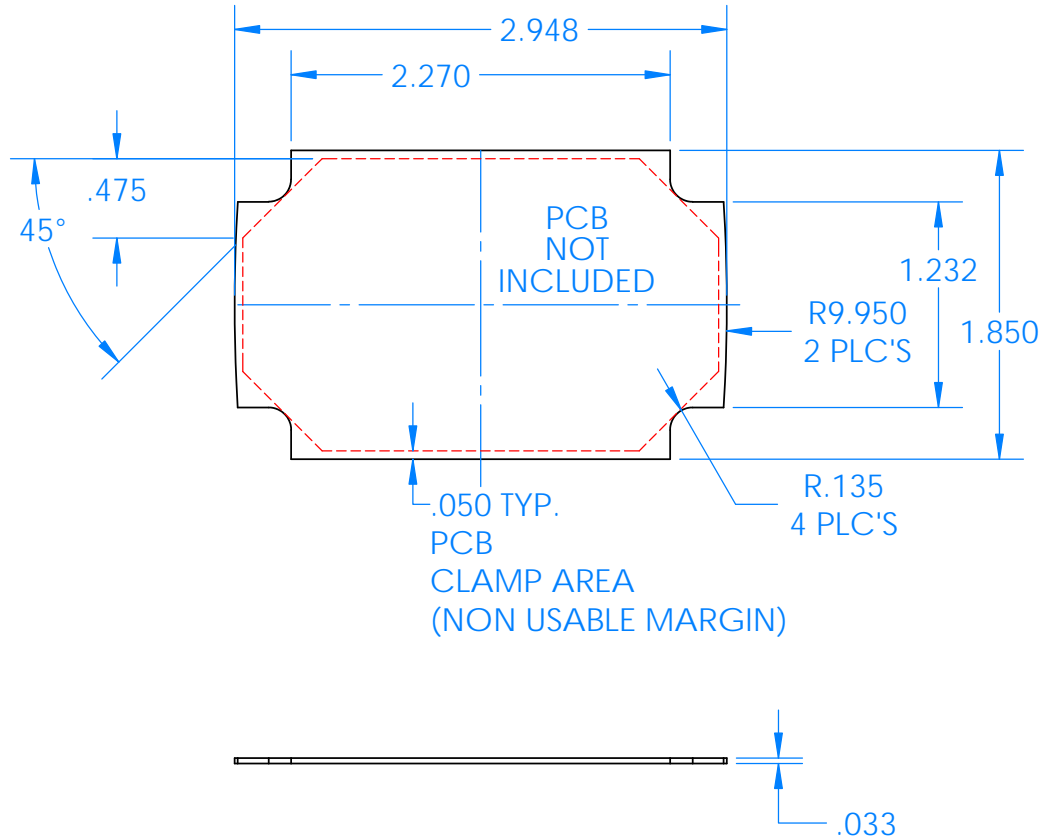 2.948
2.270
.475
45°
PCB
NOT
INCLUDED
1.232
R9.950
2 PLC'S
1.850
R.135
4 PLC'S
.050 TYP.
PCB
CLAMP AREA
(NON USABLE MARGIN)
.033